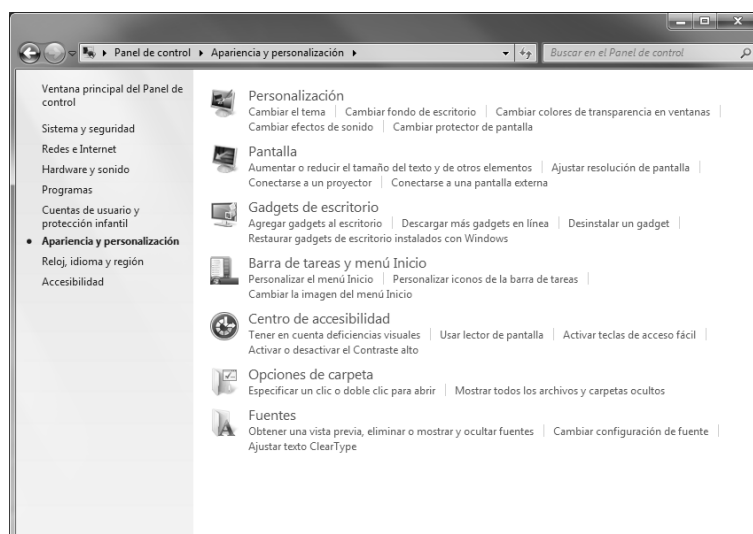 Panel de control Apariencia y personalización Buscar en el Panel de control
Ventana principal del Panel de
control
Sistema y seguridad
Redes e Internet
Hardware y sonido
Programas
Cuentas de usuario y
protección infantil
Apariencia y personalización
Reloj, idioma y región
Accesibilidad
Personalización
Cambiar el tema Cambiar fondo de escritorio Cambiar colores de transparencia en ventanas
Cambiar efectos de sonido Cambiar protector de pantalla
Pantalla
Aumentar o reducir el tamaño del texto y de otros elementos Ajustar resolución de pantalla
Conectarse a un proyector Conectarse a una pantalla externa
Gadgets de escritorio
Agregar gadgets al escritorio Descargar más gadgets en línea Desinstalar un gadget
Restaurar gadgets de escritorio instalados con Windows
Barra de tareas y menú Inicio
Personalizar el menú Inicio Personalizar iconos de la barra de tareas
Cambiar la imagen del menú Inicio
Centro de accesibilidad
Tener en cuenta deficiencias visuales Usar lector de pantalla Activar teclas de acceso fácil
Activar o desactivar el Contraste alto
Opciones de carpeta
Especificar un clic o doble clic para abrir Mostrar todos los archivos y carpetas ocultos
Fuentes
Obtener una vista previa, eliminar o mostrar y ocultar fuentes Cambiar configuración de fuente
Ajustar texto ClearType